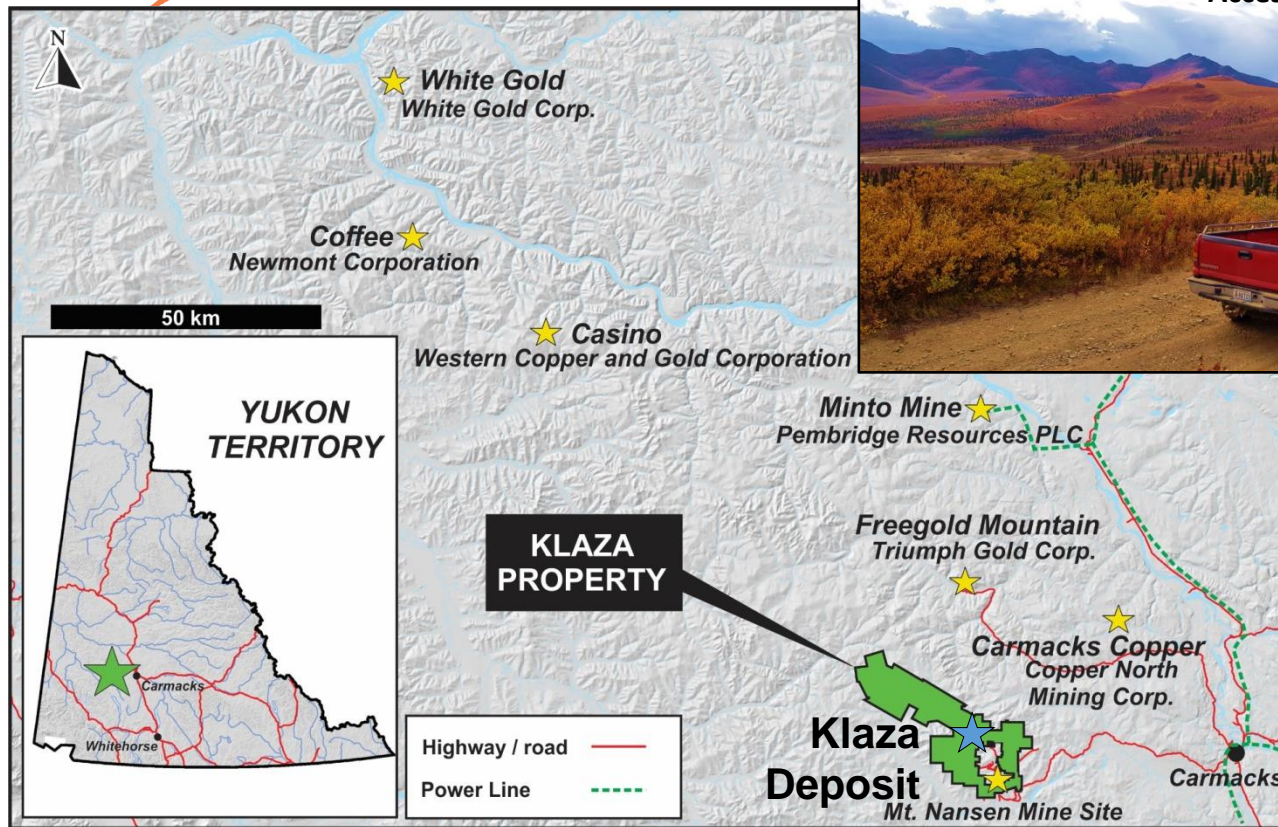 N
White Gold
White Gold Corp.
Coffee
Newmont Corporation
50 km
Casino
Western Copper and Gold Corporation
YUKON
TERRITORY
Carmacks
Whitehorse
Minto Mine
Pembridge Resources PLC
KLAZA
PROPERTY
Freegold Mountain
Triumph Gold Corp.
Carmacks Copper
Copper North
Mining Corp.
Highway / road
Power Line
Klaza
Deposit
Mt. Nansen Mine Site
Carmacks